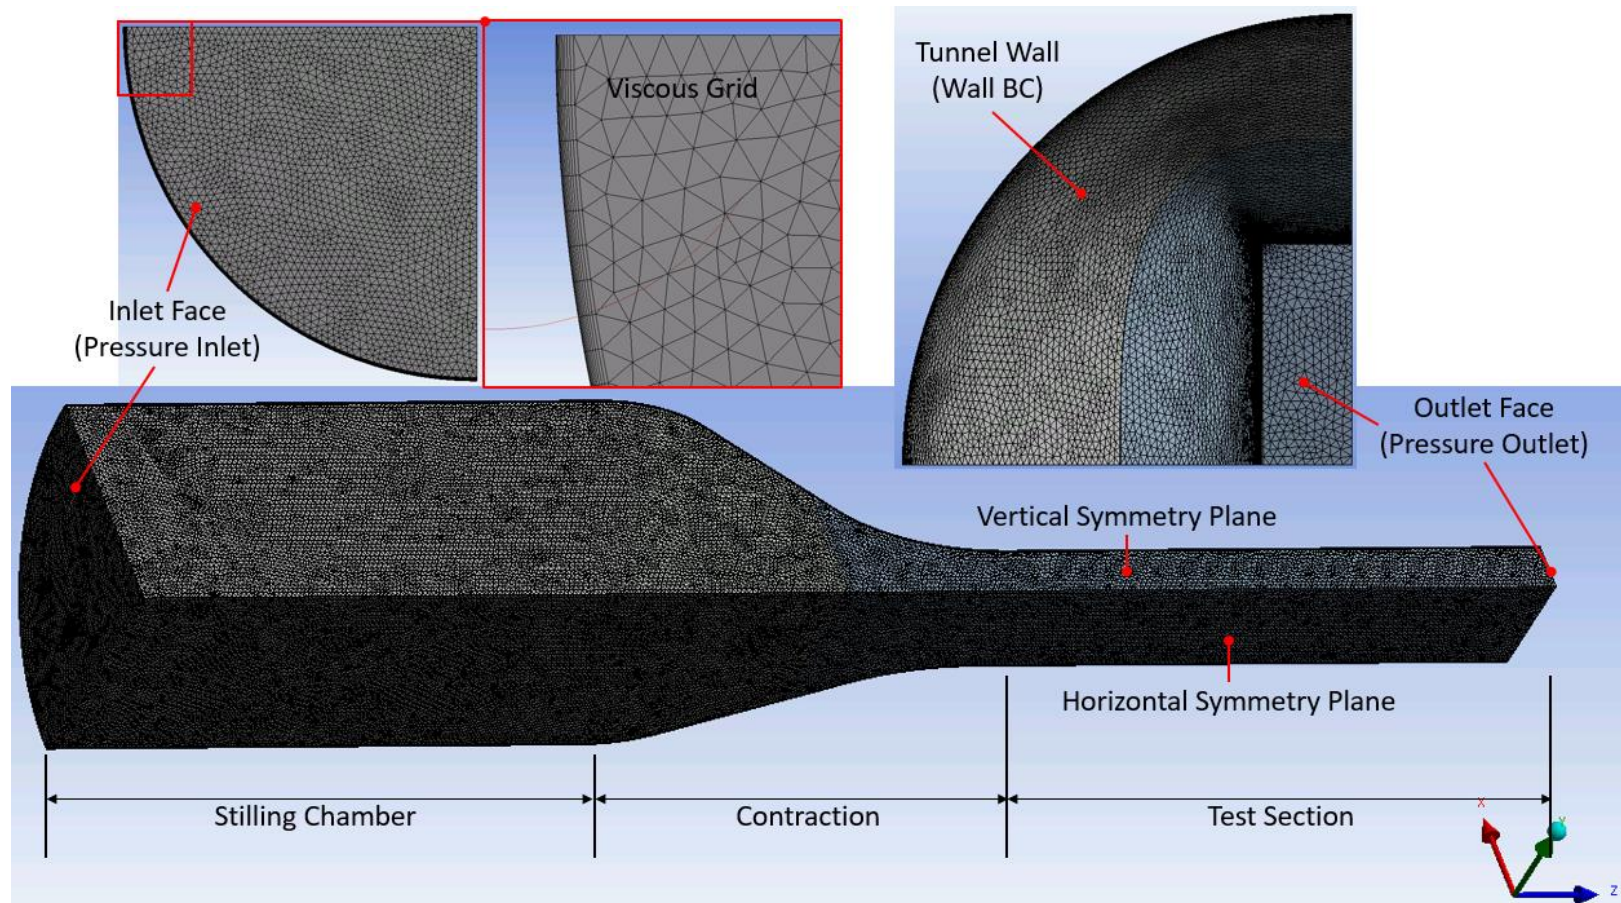 Viscous Grid
Tunnel Wall
(Wall BC)
Inlet Face
(Pressure Inlet)
Outlet Face
(Pressure Outlet)
Vertical Symmetry Plane
Horizontal Symmetry Plane
Stilling Chamber
Contraction
Test Section
X
Y
Z